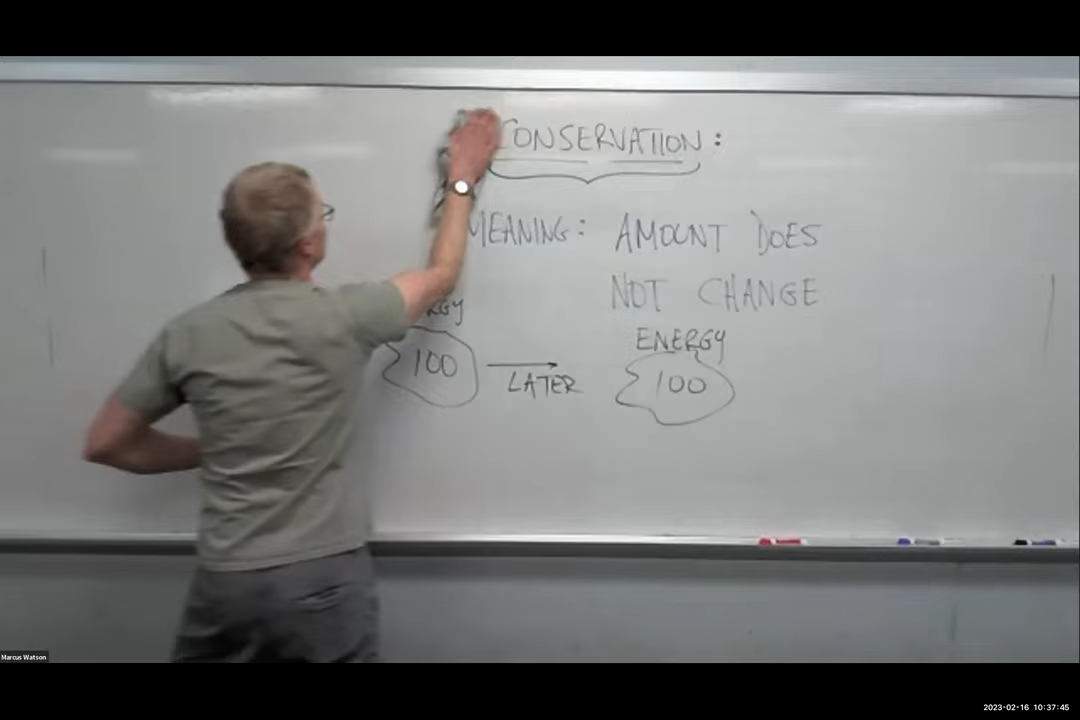 CONSERVATION:
MEANING: AMOUNT DOES
NOT CHANGE
ENERGY
100 LATER 100
Marcus Watson
2023-02-16 10:37:45